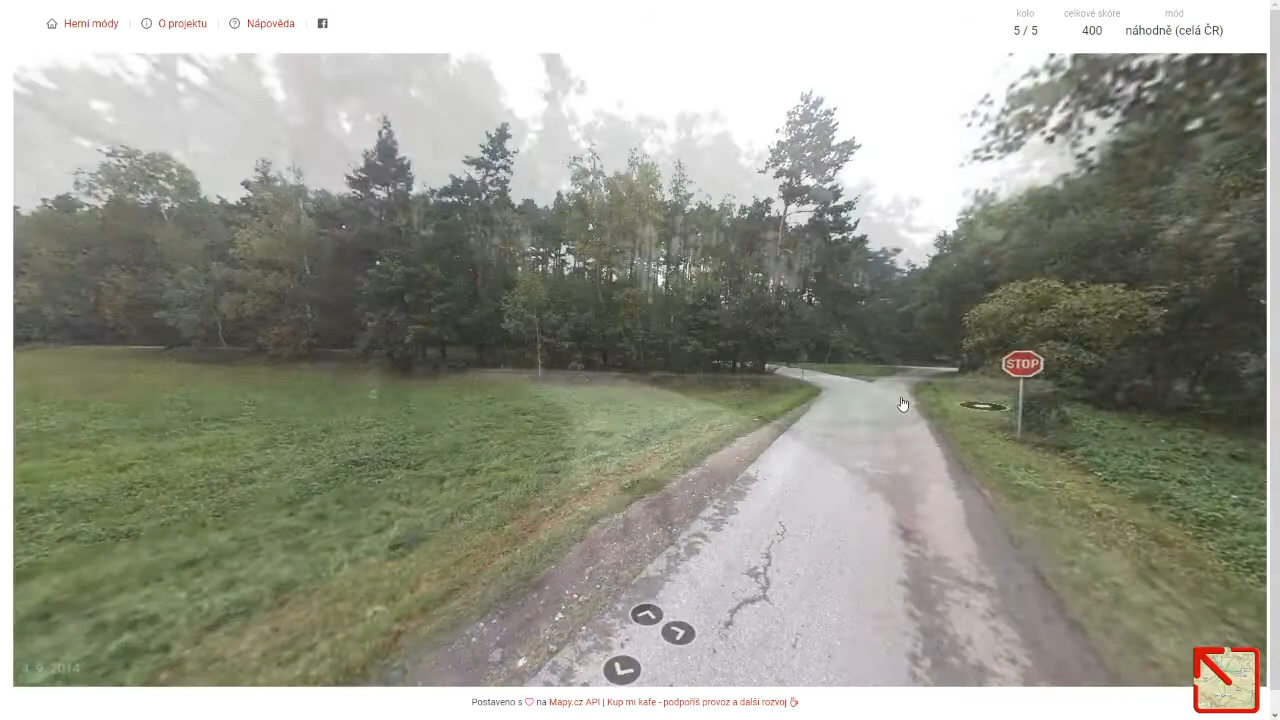 Herní módy
O projektu
Nápověda
kolo
5 / 5
celkové skóre
400
mód
náhodně (celá ČR)
STOP
4. 9. 2014
Postaveno s na Mapy.cz API | Kup mi kafe - podpoříš provoz a další rozvoj